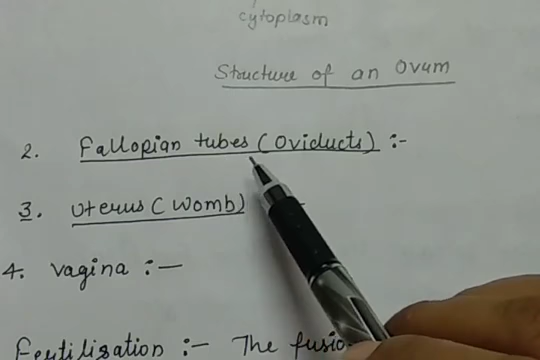 cytoplasm
Structure of an Ovum
2. Fallopian tubes (Oviducts) :-
3. Uterus (Womb)
4. Vagina :-
Fertilisation :- The fusio